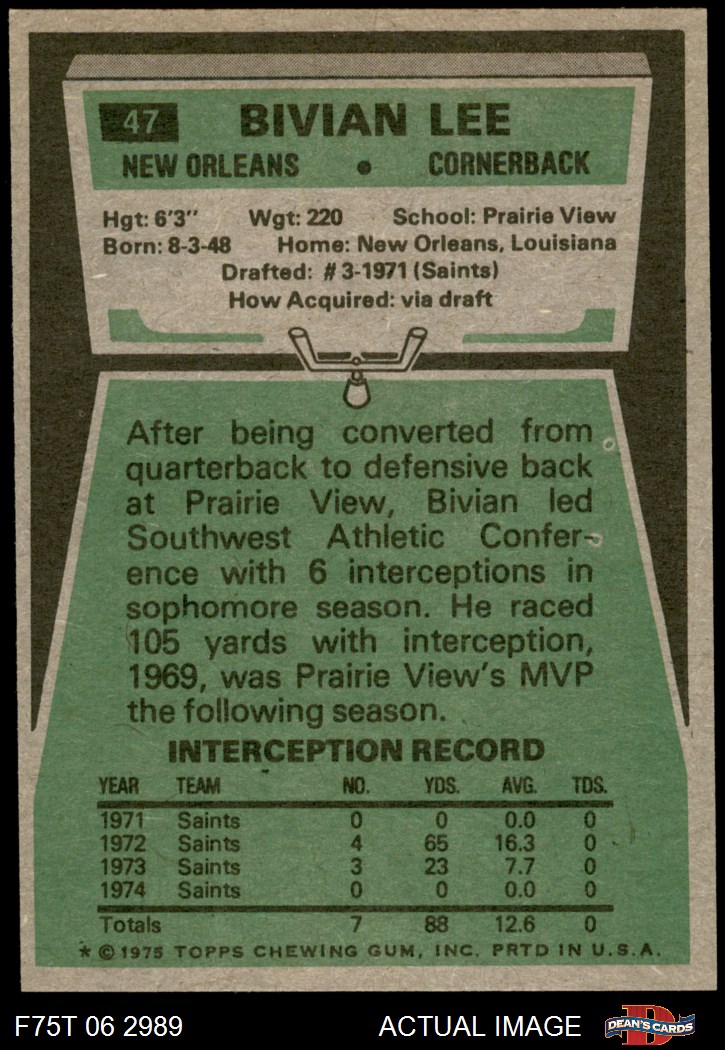 47 BIVIAN LEE
NEW ORLEANS • CORNERBACK
Hgt: 6'3" Wgt: 220 School: Prairie View
Born: 8-3-48 Home: New Orleans, Louisiana
Drafted: #3-1971 (Saints)
How Acquired: via draft
After being converted from
quarterback to defensive back
at Prairie View, Bivian led
Southwest Athletic Confer-
ence with 6 interceptions in
sophomore season. He raced
105 yards with interception,
1969, was Prairie View's MVP
the following season.
INTERCEPTION RECORD
YEAR TEAM NO. YDS. AVG. TDS.
1971 Saints 0 0 0.0 0
1972 Saints 4 65 16.3 0
1973 Saints 3 23 7.7 0
1974 Saints 0 0 0.0 0
Totals 7 88 12.6 0
* © 1975 TOPPS CHEWING GUM, INC. PRTD IN U.S.A.
F75T 06 2989 ACTUAL IMAGE DEAN'S CARDS